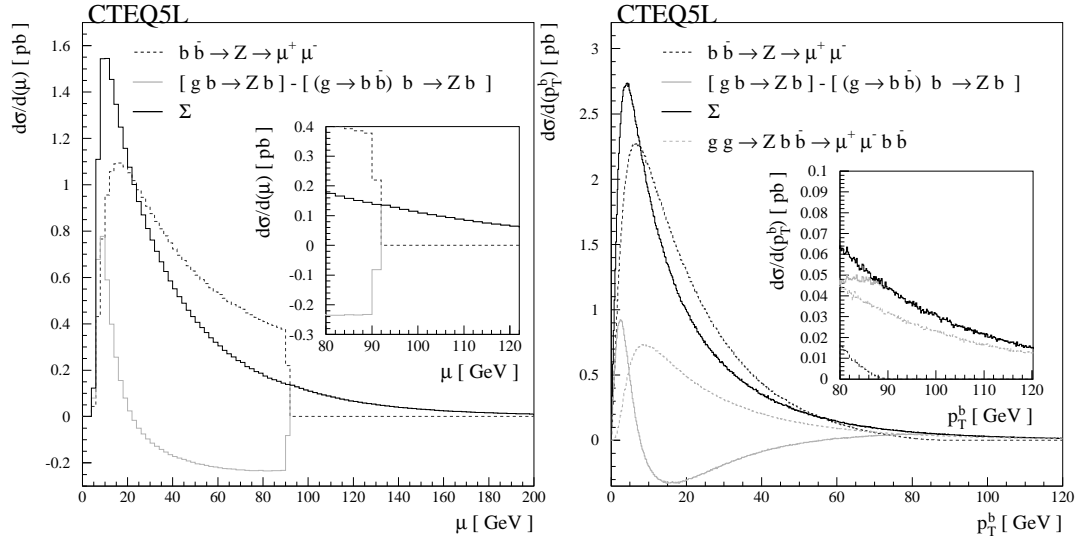 CTEQ5L
dσ/d(μ) [ pb ]
b b̄ → Z → μ⁺ μ⁻
[ g b → Z b ] - [ (g → b b̄) b → Z b ]
Σ
1.6
1.4
1.2
1
0.8
0.6
0.4
0.2
0
-0.2
0 20 40 60 80 100 120 140 160 180 200
μ [ GeV ]
dσ/d(μ) [ pb ]
0.4
0.3
0.2
0.1
0
-0.1
-0.2
-0.3
80 90 100 110 120
μ [ GeV ]
CTEQ5L
dσ/d(p_T^b) [ pb ]
b b̄ → Z → μ⁺ μ⁻
[ g b → Z b ] - [ (g → b b̄) b → Z b ]
Σ
g g → Z b b̄ → μ⁺ μ⁻ b b̄
3
2.5
2
1.5
1
0.5
0
0 20 40 60 80 100 120
p_T^b [ GeV ]
dσ/d(p_T^b) [ pb ]
0.1
0.09
0.08
0.07
0.06
0.05
0.04
0.03
0.02
0.01
0
80 90 100 110 120
p_T^b [ GeV ]